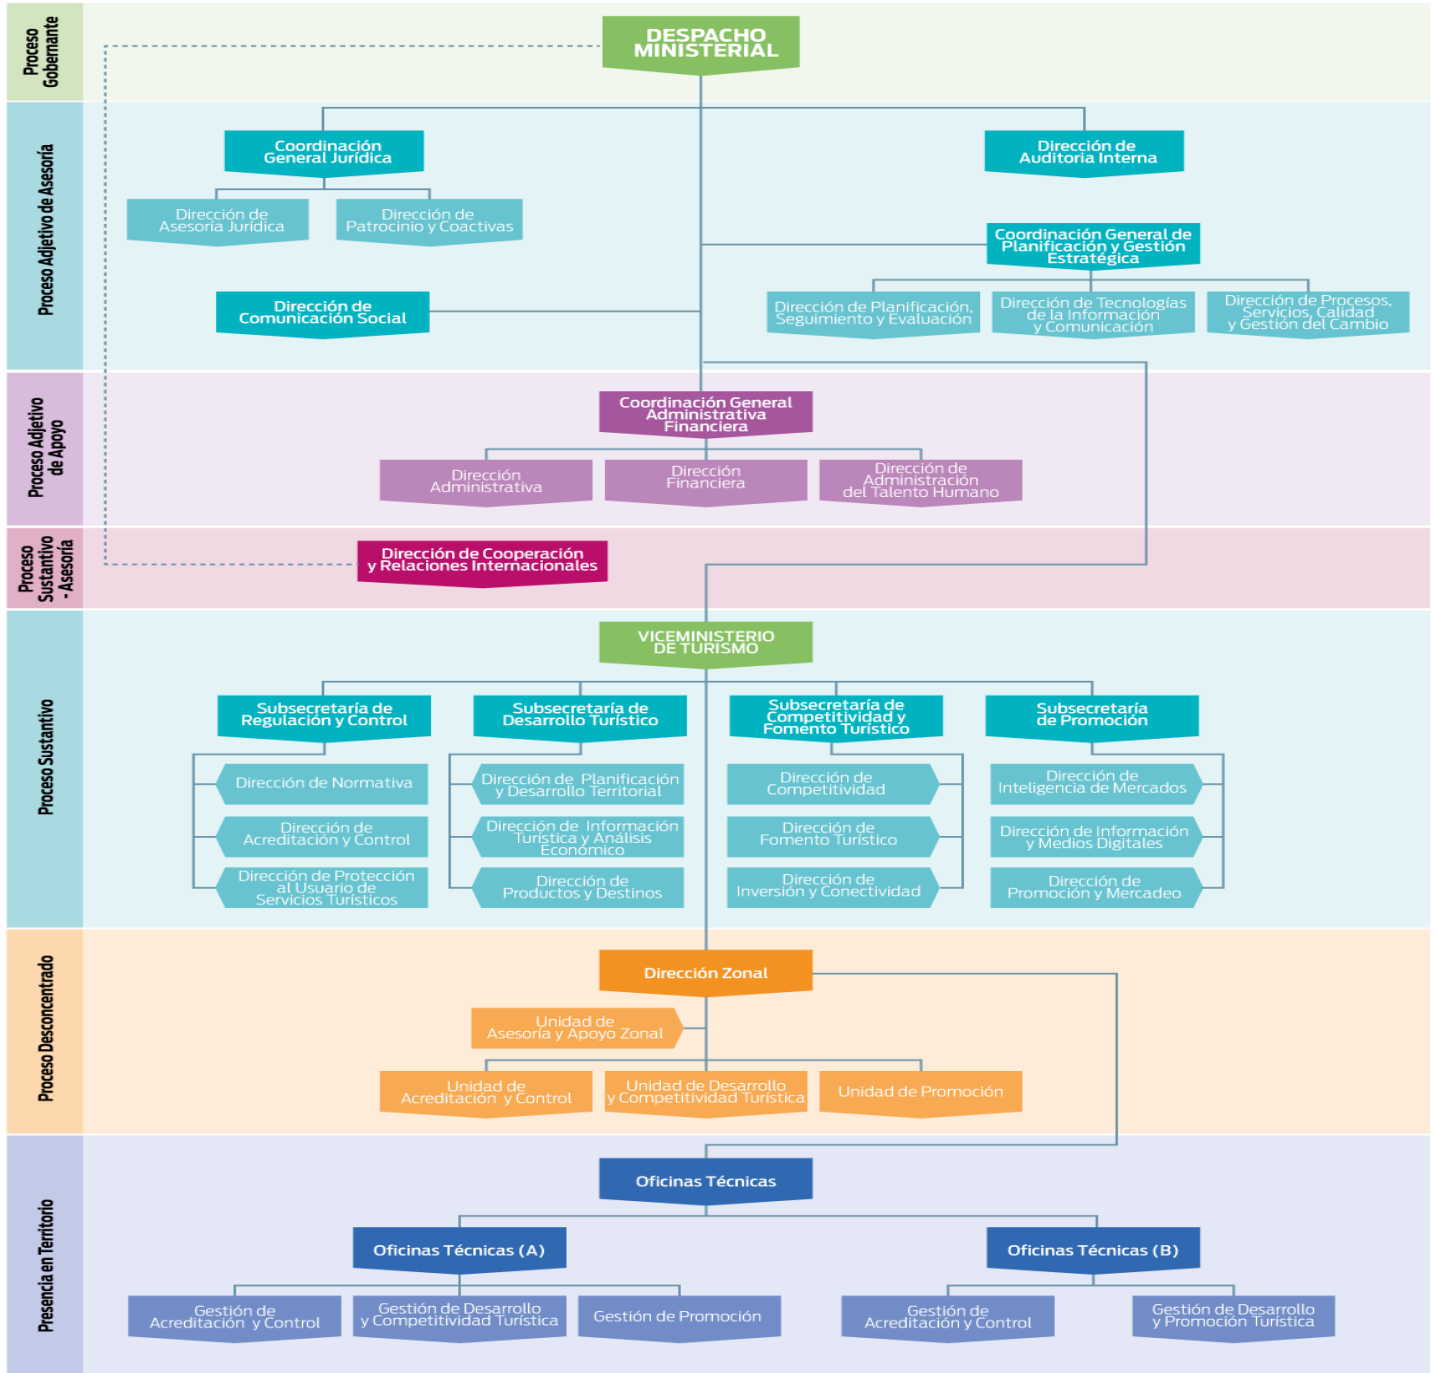 Proceso
Gobernante
DESPACHO
MINISTERIAL
Proceso Adjetivo de Asesoría
Coordinación
General Jurídica
Dirección de
Auditoria Interna
Dirección de
Asesoría Jurídica
Dirección de
Patrocinio y Coactivas
Coordinación General de
Planificación y Gestión
Estratégica
Dirección de
Comunicación Social
Dirección de Planificación,
Seguimiento y Evaluación
Dirección de Tecnologías
de la Información
y Comunicación
Dirección de Procesos,
Servicios, Calidad
y Gestión del Cambio
Proceso Adjetivo
de Apoyo
Coordinación General
Administrativa
Financiera
Dirección
Administrativa
Dirección
Financiera
Dirección de
Administración
del Talento Humano
Proceso
Sustantivo
- Asesoría
Dirección de Cooperación
y Relaciones Internacionales
Proceso Sustantivo
VICEMINISTERIO
DE TURISMO
Subsecretaría de
Regulación y Control
Subsecretaría de
Desarrollo Turístico
Subsecretaría de
Competitividad y
Fomento Turístico
Subsecretaría
de Promoción
Dirección de Normativa
Dirección de Planificación
y Desarrollo Territorial
Dirección de
Competitividad
Dirección de
Inteligencia de Mercados
Dirección de
Acreditación y Control
Dirección de Información
Turística y Análisis
Económico
Dirección de
Fomento Turístico
Dirección de Información
y Medios Digitales
Dirección de Protección
al Usuario de
Servicios Turísticos
Dirección de
Productos y Destinos
Dirección de
Inversión y Conectividad
Dirección de
Promoción y Mercadeo
Proceso Desconcentrado
Dirección Zonal
Unidad de
Asesoría y Apoyo Zonal
Unidad de
Acreditación y Control
Unidad de Desarrollo
y Competitividad Turística
Unidad de Promoción
Presencia en Territorio
Oficinas Técnicas
Oficinas Técnicas (A)
Oficinas Técnicas (B)
Gestión de
Acreditación y Control
Gestión de Desarrollo
y Competitividad Turística
Gestión de Promoción
Gestión de
Acreditación y Control
Gestión de Desarrollo
y Promoción Turística